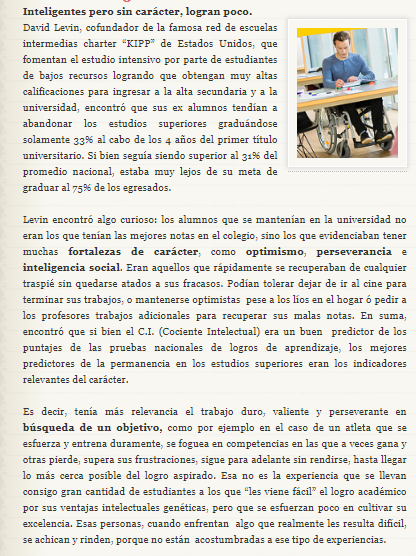 Inteligentes pero sin carácter, logran poco.
David Levin, cofundador de la famosa red de escuelas
intermedias charter “KIPP” de Estados Unidos, que
fomentan el estudio intensivo por parte de estudiantes
de bajos recursos logrando que obtengan muy altas
calificaciones para ingresar a la alta secundaria y a la
universidad, encontró que sus ex alumnos tendían a
abandonar los estudios superiores graduándose
solamente 33% al cabo de los 4 años del primer título
universitario. Si bien seguía siendo superior al 31% del
promedio nacional, estaba muy lejos de su meta de
graduar al 75% de los egresados.
Levin encontró algo curioso: los alumnos que se mantenían en la universidad no
eran los que tenían las mejores notas en el colegio, sino los que evidenciaban tener
muchas fortalezas de carácter, como optimismo, perseverancia e
inteligencia social. Eran aquellos que rápidamente se recuperaban de cualquier
traspié sin quedarse atados a sus fracasos. Podían tolerar dejar de ir al cine para
terminar sus trabajos, o mantenerse optimistas pese a los líos en el hogar ó pedir a
los profesores trabajos adicionales para recuperar sus malas notas. En suma,
encontró que si bien el C.I. (Cociente Intelectual) era un buen predictor de los
puntajes de las pruebas nacionales de logros de aprendizaje, los mejores
predictores de la permanencia en los estudios superiores eran los indicadores
relevantes del carácter.
Es decir, tenía más relevancia el trabajo duro, valiente y perseverante en
búsqueda de un objetivo, como por ejemplo en el caso de un atleta que se
esfuerza y entrena duramente, se foguea en competencias en las que a veces gana y
otras pierde, supera sus frustraciones, sigue para adelante sin rendirse, hasta llegar
lo más cerca posible del logro aspirado. Esa no es la experiencia que se llevan
consigo gran cantidad de estudiantes a los que “les viene fácil” el logro académico
por sus ventajas intelectuales genéticas, pero que se esfuerzan poco en cultivar su
excelencia. Esas personas, cuando enfrentan algo que realmente les resulta difícil,
se achican y rinden, porque no están acostumbradas a ese tipo de experiencias.